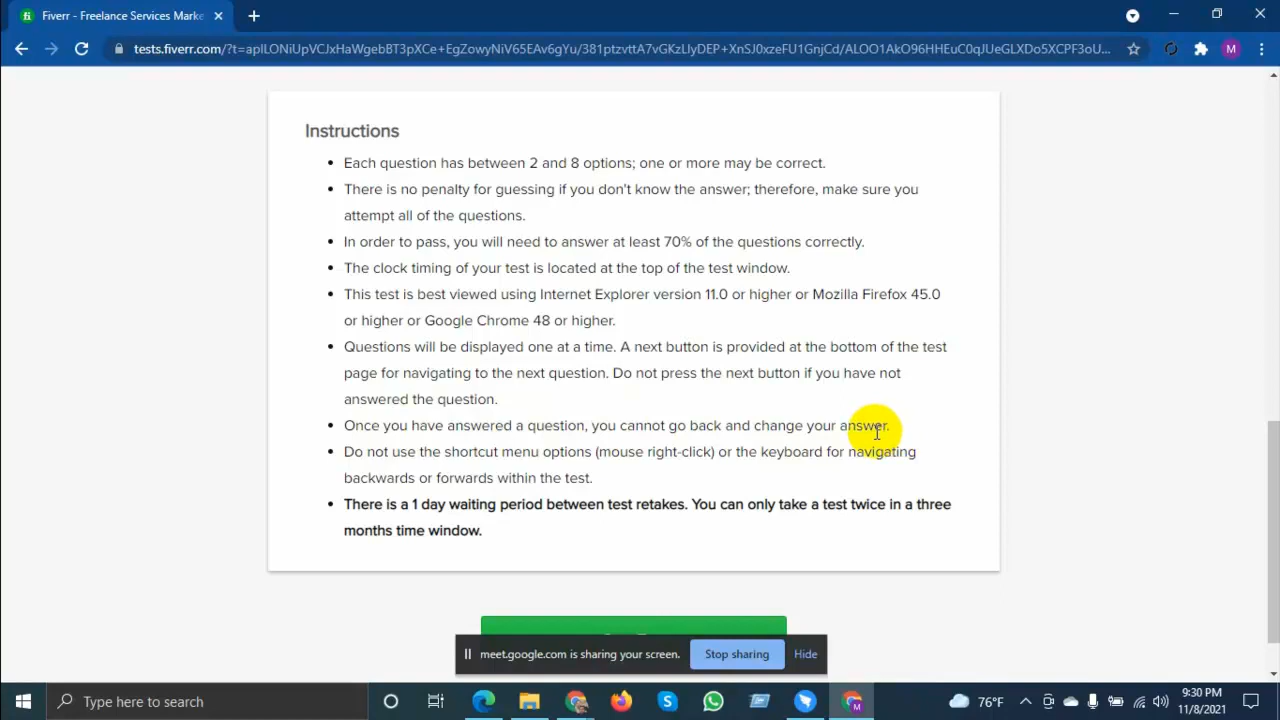 Fiverr - Freelance Services Marke
tests.fiverr.com
Instructions
Each question has between 2 and 8 options; one or more may be correct.
There is no penalty for guessing if you don't know the answer; therefore, make sure you
attempt all of the questions.
In order to pass, you will need to answer at least 70% of the questions correctly.
The clock timing of your test is located at the top of the test window.
This test is best viewed using Internet Explorer version 11.0 or higher or Mozilla Firefox 45.0
or higher or Google Chrome 48 or higher.
Questions will be displayed one at a time. A next button is provided at the bottom of the test
page for navigating to the next question. Do not press the next button if you have not
answered the question.
Once you have answered a question, you cannot go back and change your answer.
Do not use the shortcut menu options (mouse right-click) or the keyboard for navigating
backwards or forwards within the test.
There is a 1 day waiting period between test retakes. You can only take a test twice in a three
months time window.
meet.google.com is sharing your screen. Stop sharing Hide
Type here to search
76°F
9:30 PM
11/8/2021